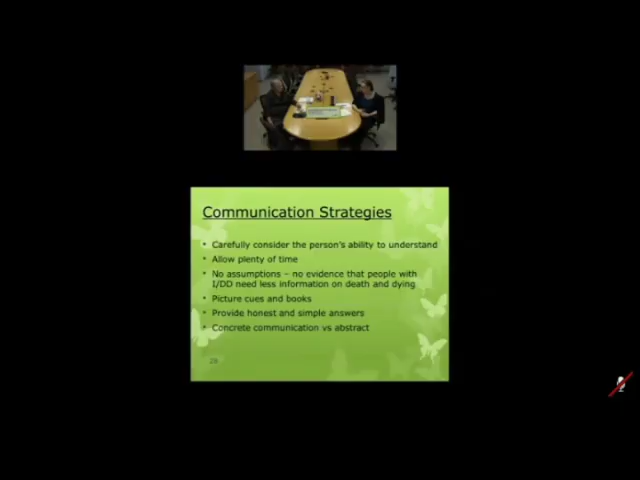 Communication Strategies
• Carefully consider the person's ability to understand
• Allow plenty of time
• No assumptions – no evidence that people with
I/DD need less information on death and dying
• Picture cues and books
• Provide honest and simple answers
• Concrete communication vs abstract